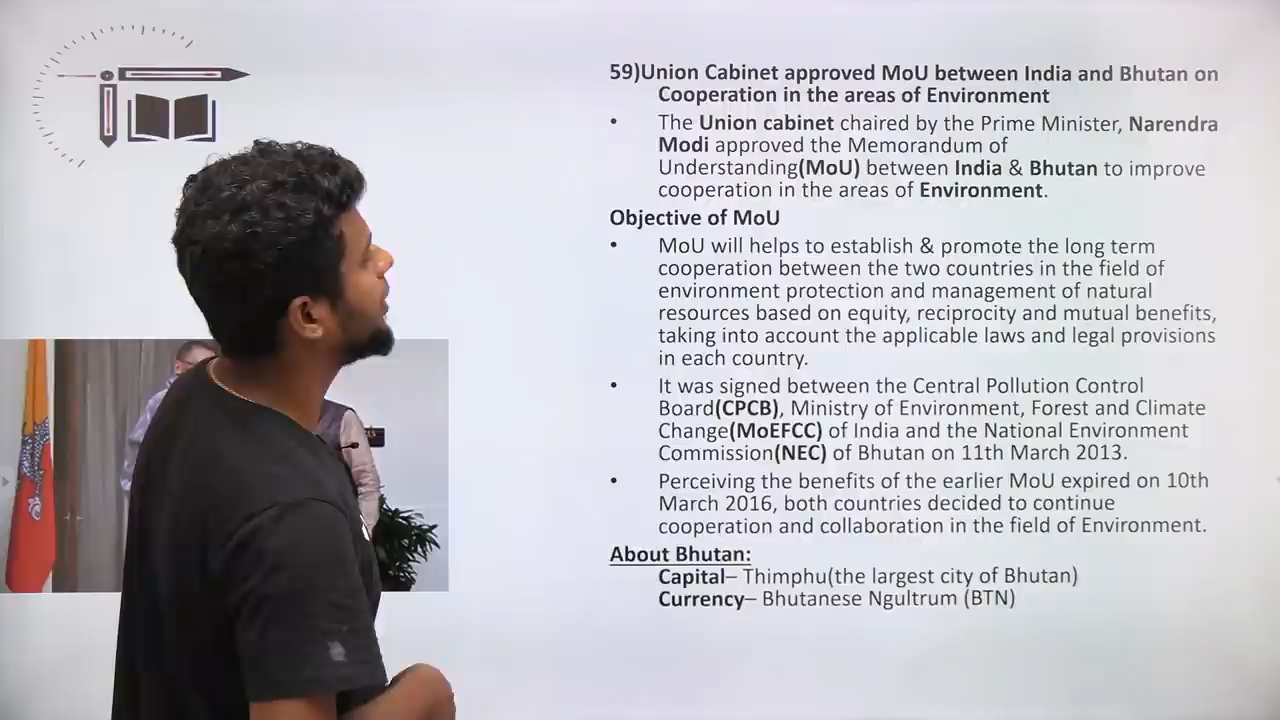 59)Union Cabinet approved MoU between India and Bhutan on
Cooperation in the areas of Environment
• The Union cabinet chaired by the Prime Minister, Narendra
Modi approved the Memorandum of
Understanding(MoU) between India & Bhutan to improve
cooperation in the areas of Environment.
Objective of MoU
• MoU will helps to establish & promote the long term
cooperation between the two countries in the field of
environment protection and management of natural
resources based on equity, reciprocity and mutual benefits,
taking into account the applicable laws and legal provisions
in each country.
• It was signed between the Central Pollution Control
Board(CPCB), Ministry of Environment, Forest and Climate
Change(MoEFCC) of India and the National Environment
Commission(NEC) of Bhutan on 11th March 2013.
• Perceiving the benefits of the earlier MoU expired on 10th
March 2016, both countries decided to continue
cooperation and collaboration in the field of Environment.
About Bhutan:
Capital– Thimphu(the largest city of Bhutan)
Currency– Bhutanese Ngultrum (BTN)